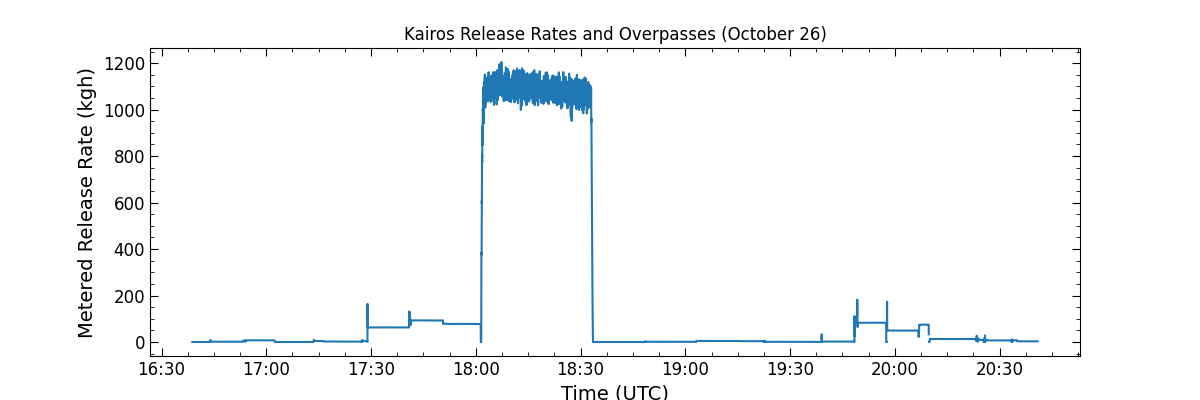 Kairos Release Rates and Overpasses (October 26)
Metered Release Rate (kgh)
1200
1000
800
600
400
200
0
16:30 17:00 17:30 18:00 18:30 19:00 19:30 20:00 20:30
Time (UTC)